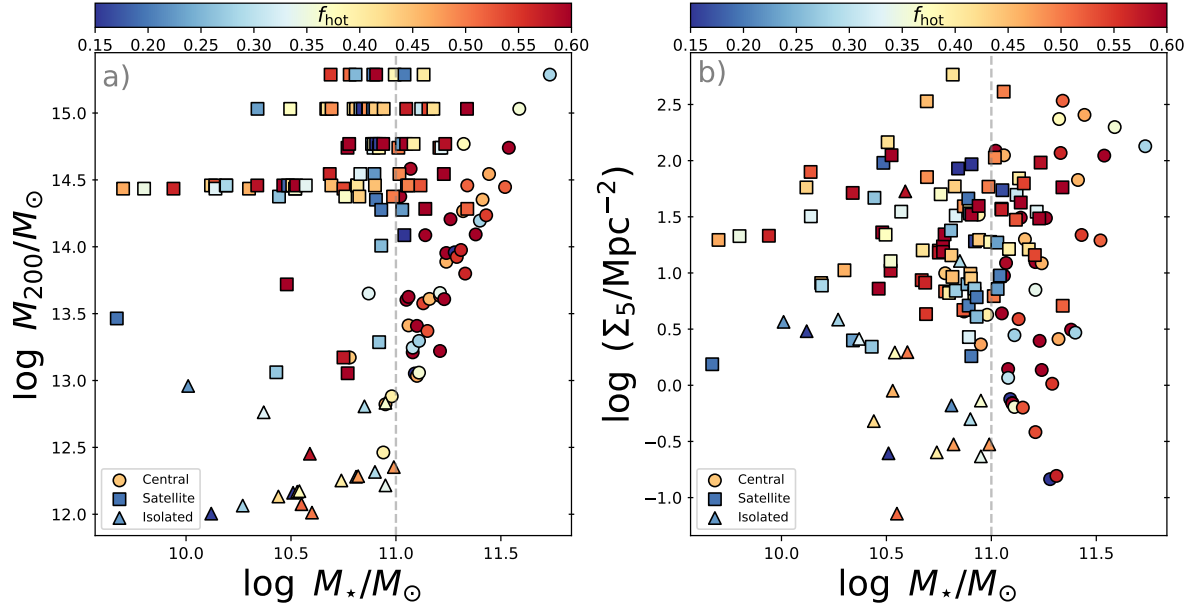 f_hot
0.15 0.20 0.25 0.30 0.35 0.40 0.45 0.50 0.60
a)
log M_200/M_⊙
15.0
14.5
14.0
13.5
13.0
12.5
12.0
Central
Satellite
Isolated
10.0 10.5 11.0 11.5
log M_⋆/M_⊙
f_hot
0.15 0.20 0.25 0.30 0.35 0.40 0.45 0.50 0.60
b)
log (Σ_5/Mpc^−2)
2.5
2.0
1.5
1.0
0.5
0.0
−0.5
−1.0
Central
Satellite
Isolated
10.0 10.5 11.0 11.5
log M_⋆/M_⊙